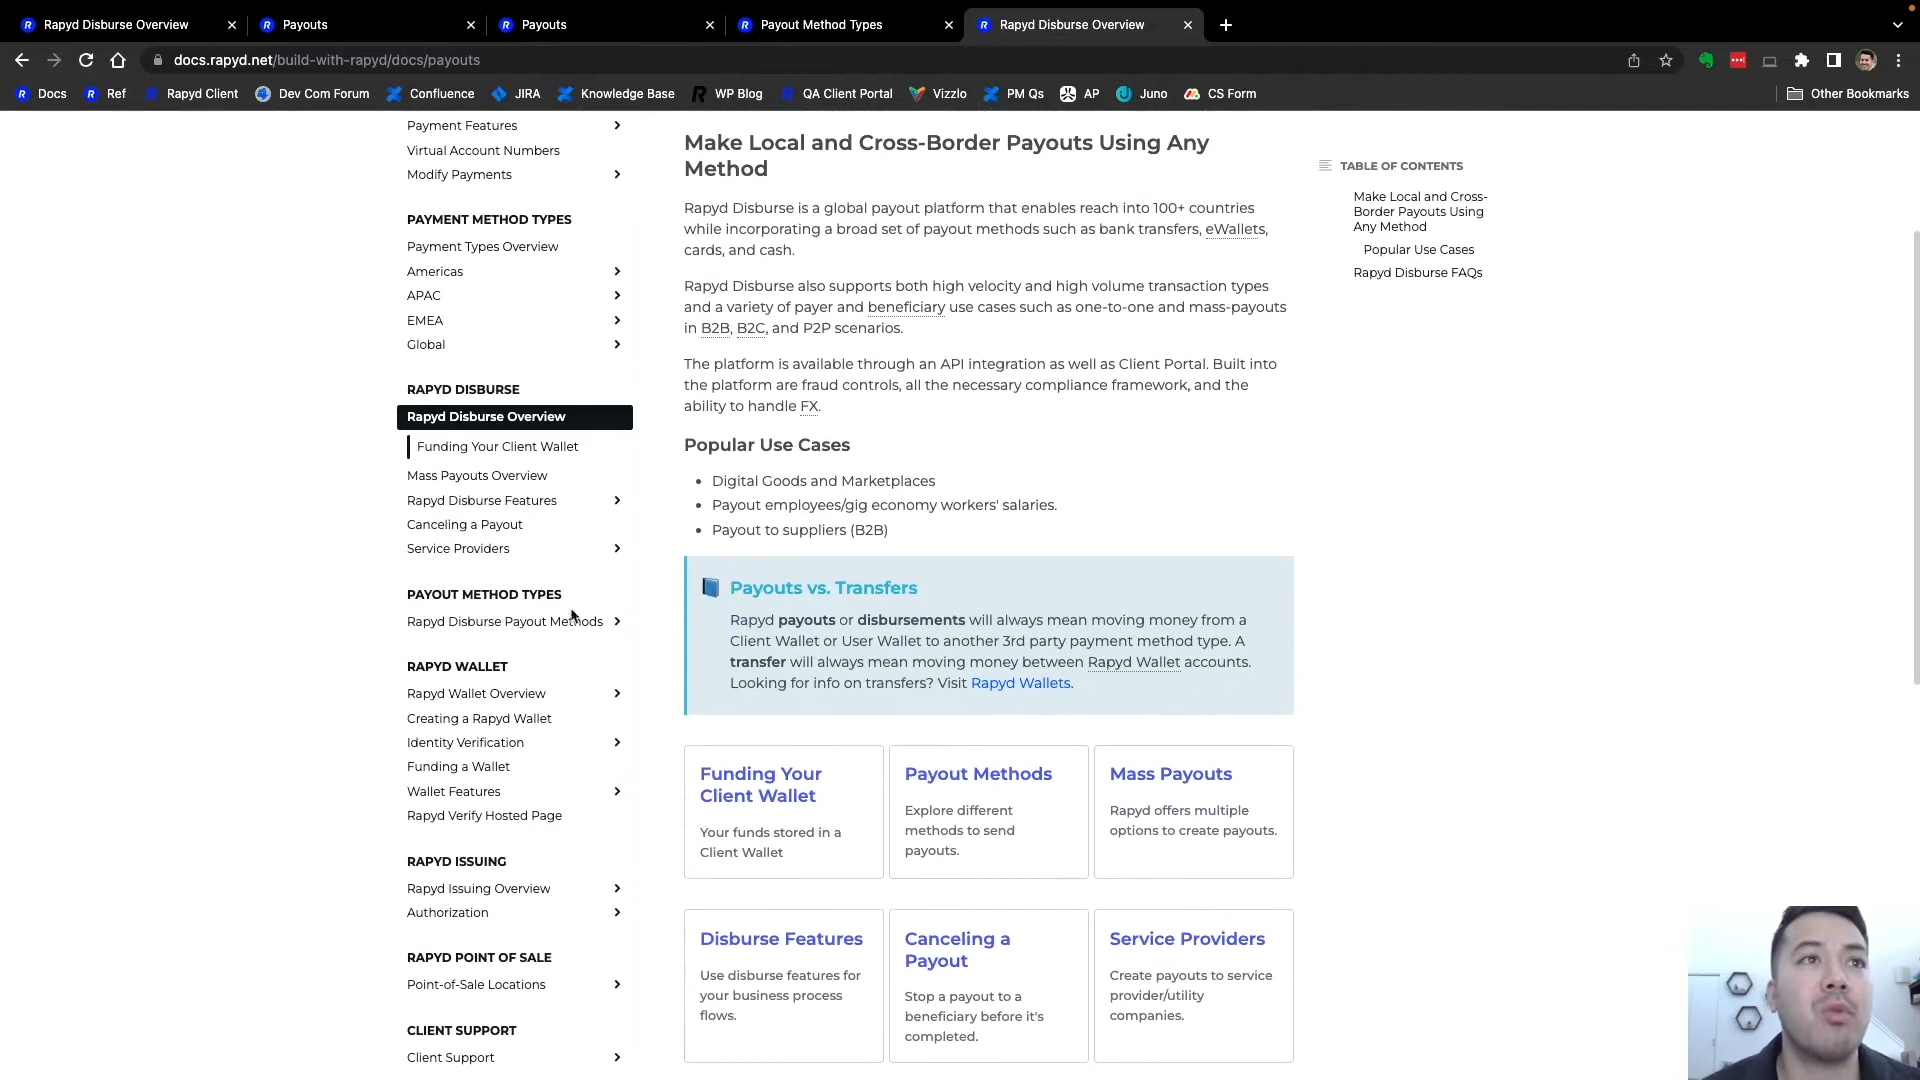 Rapyd Disburse Overview
Payouts
Payouts
Payout Method Types
Rapyd Disburse Overview
docs.rapyd.net/build-with-rapyd/docs/payouts
Docs
Ref
Rapyd Client
Dev Com Forum
Confluence
JIRA
Knowledge Base
WP Blog
QA Client Portal
Vizzlo
PM Qs
AP
Juno
CS Form
Other Bookmarks
Payment Features
Virtual Account Numbers
Modify Payments
PAYMENT METHOD TYPES
Payment Types Overview
Americas
APAC
EMEA
Global
RAPYD DISBURSE
Rapyd Disburse Overview
Funding Your Client Wallet
Mass Payouts Overview
Rapyd Disburse Features
Canceling a Payout
Service Providers
PAYOUT METHOD TYPES
Rapyd Disburse Payout Methods
RAPYD WALLET
Rapyd Wallet Overview
Creating a Rapyd Wallet
Identity Verification
Funding a Wallet
Wallet Features
Rapyd Verify Hosted Page
RAPYD ISSUING
Rapyd Issuing Overview
Authorization
RAPYD POINT OF SALE
Point-of-Sale Locations
CLIENT SUPPORT
Client Support
Make Local and Cross-Border Payouts Using Any
Method
Rapyd Disburse is a global payout platform that enables reach into 100+ countries
while incorporating a broad set of payout methods such as bank transfers, eWallets,
cards, and cash.
Rapyd Disburse also supports both high velocity and high volume transaction types
and a variety of payer and beneficiary use cases such as one-to-one and mass-payouts
in B2B, B2C, and P2P scenarios.
The platform is available through an API integration as well as Client Portal. Built into
the platform are fraud controls, all the necessary compliance framework, and the
ability to handle FX.
Popular Use Cases
• Digital Goods and Marketplaces
• Payout employees/gig economy workers' salaries.
• Payout to suppliers (B2B)
Payouts vs. Transfers
Rapyd payouts or disbursements will always mean moving money from a
Client Wallet or User Wallet to another 3rd party payment method type. A
transfer will always mean moving money between Rapyd Wallet accounts.
Looking for info on transfers? Visit Rapyd Wallets.
Funding Your
Client Wallet
Your funds stored in a
Client Wallet
Payout Methods
Explore different
methods to send
payouts.
Mass Payouts
Rapyd offers multiple
options to create payouts.
Disburse Features
Use disburse features for
your business process
flows.
Canceling a
Payout
Stop a payout to a
beneficiary before it's
completed.
Service Providers
Create payouts to service
provider/utility
companies.
TABLE OF CONTENTS
Make Local and Cross-
Border Payouts Using
Any Method
Popular Use Cases
Rapyd Disburse FAQs